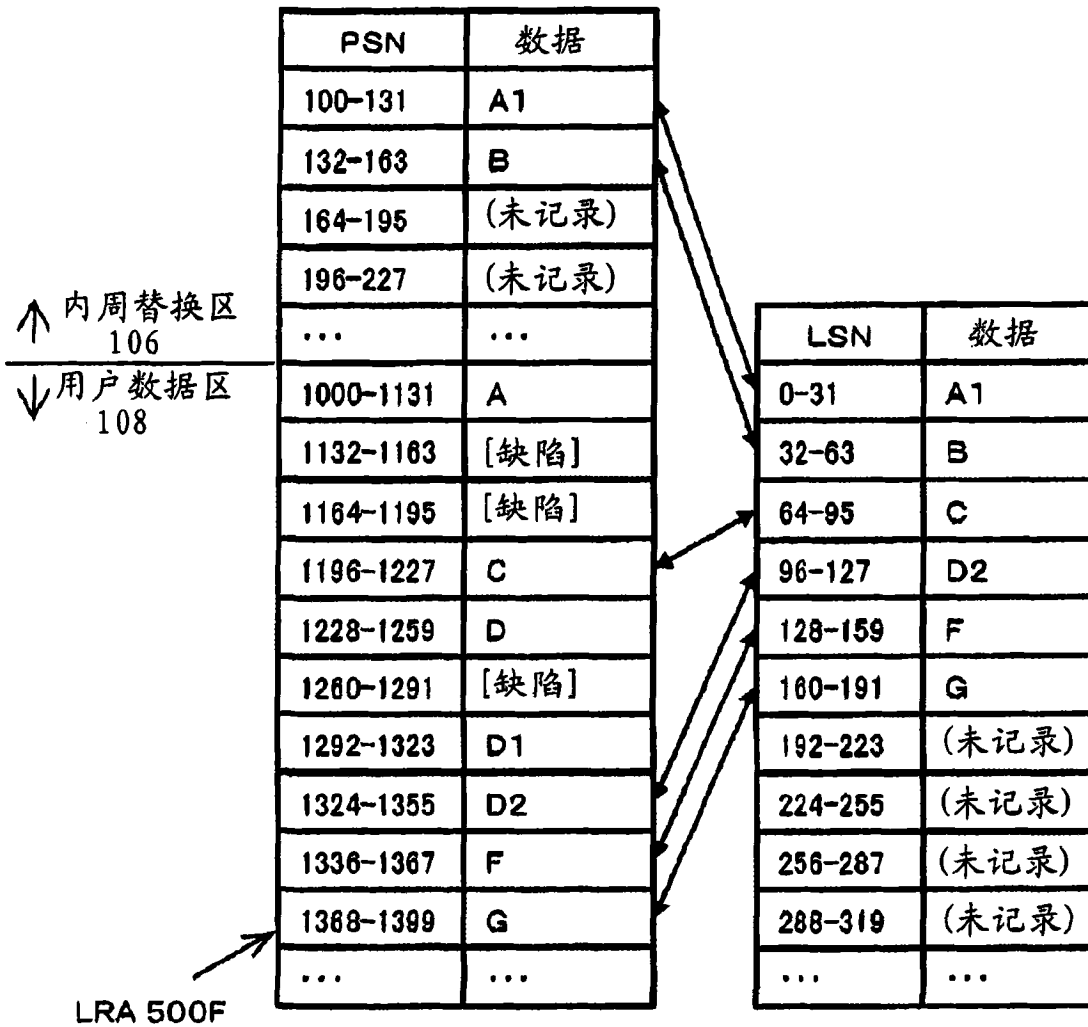 PSN 数据
100-131 A1
132-163 B
164-195 (未记录)
196-227 (未记录)
... ...
1000-1131 A
1132-1163 [缺陷]
1164-1195 [缺陷]
1196-1227 C
1228-1259 D
1260-1291 [缺陷]
1292-1323 D1
1324-1355 D2
1336-1367 F
1368-1399 G
... ...
内周替换区
106
用户数据区
108
LRA 500F
LSN 数据
0-31 A1
32-63 B
64-95 C
96-127 D2
128-159 F
160-191 G
192-223 (未记录)
224-255 (未记录)
256-287 (未记录)
288-319 (未记录)
... ...